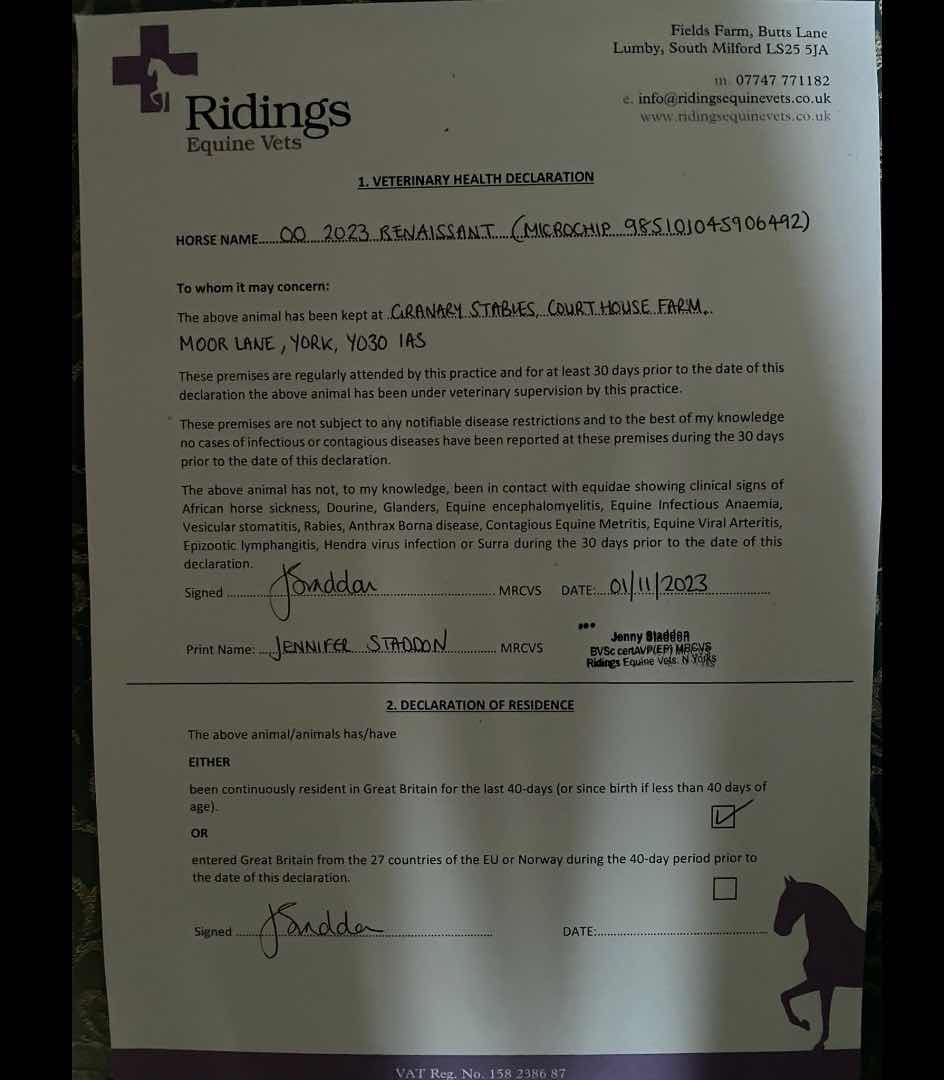 Fields Farm, Butts Lane
Lumby, South Milford LS25 5JA
m. 07747 771182
e. info@ridingsequinevets.co.uk
www.ridingsequinevets.co.uk
Ridings
Equine Vets
1. VETERINARY HEALTH DECLARATION
HORSE NAME.....OO 2023 RENAISSANT (MICROCHIP 985101045906492)
To whom it may concern:
The above animal has been kept at GRANARY STABLES, COURT HOUSE FARM,
MOOR LANE, YORK, YO30 1AS
These premises are regularly attended by this practice and for at least 30 days prior to the date of this
declaration the above animal has been under veterinary supervision by this practice.
These premises are not subject to any notifiable disease restrictions and to the best of my knowledge
no cases of infectious or contagious diseases have been reported at these premises during the 30 days
prior to the date of this declaration.
The above animal has not, to my knowledge, been in contact with equidae showing clinical signs of
African horse sickness, Dourine, Glanders, Equine encephalomyelitis, Equine Infectious Anaemia,
Vesicular stomatitis, Rabies, Anthrax Borna disease, Contagious Equine Metritis, Equine Viral Arteritis,
Epizootic lymphangitis, Hendra virus infection or Surra during the 30 days prior to the date of this
declaration.
Signed ..... JStaddon ..... MRCVS DATE:...01/11/2023.....
Print Name: ..... JENNIFER STADDON ..... MRCVS
Jenny Staddon
BVSc certAVP(EP) MRCVS
Ridings Equine Vets. N Yorks
2. DECLARATION OF RESIDENCE
The above animal/animals has/have
EITHER
been continuously resident in Great Britain for the last 40-days (or since birth if less than 40 days of
age).
OR
entered Great Britain from the 27 countries of the EU or Norway during the 40-day period prior to
the date of this declaration.
Signed ..... JStaddon ..... DATE:.....
VAT Reg. No. 158 2386 87